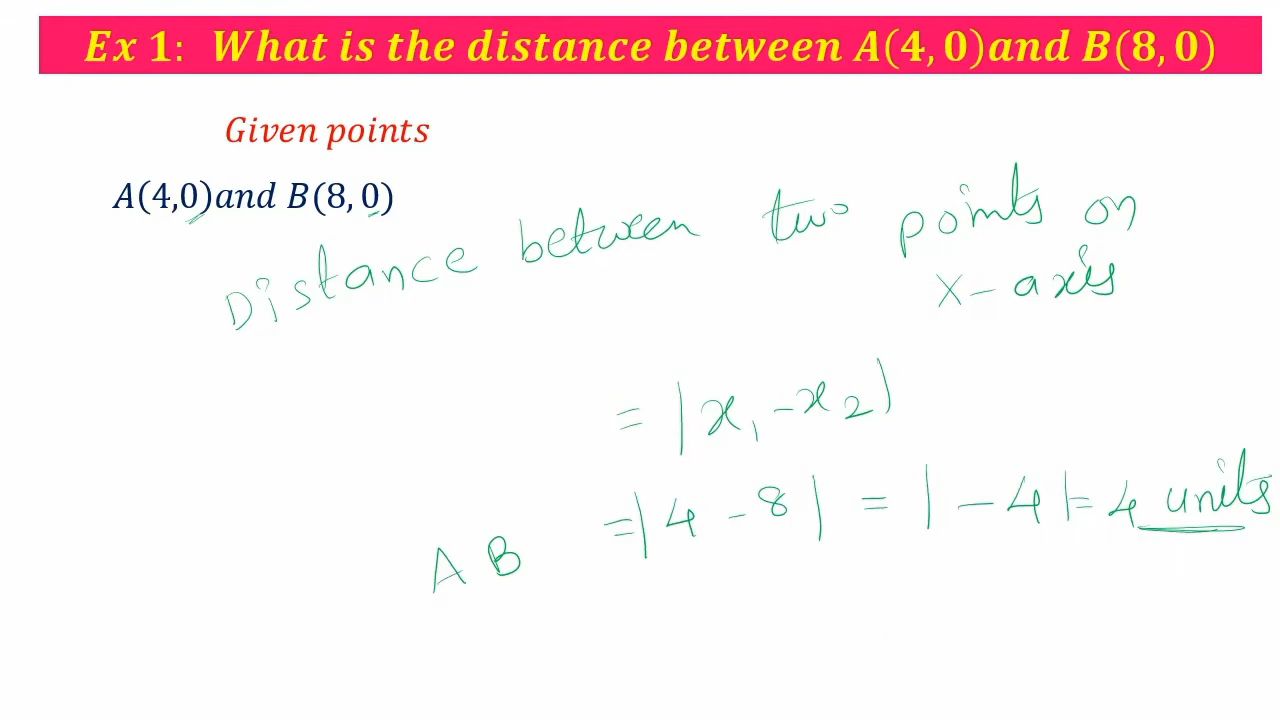 Ex 1: What is the distance between A(4, 0)and B(8, 0)
Given points
A(4,0)and B(8, 0)
Distance between two points on
X-axis
= |x₁ -x₂|
AB =|4 - 8| = |-4|= 4 units